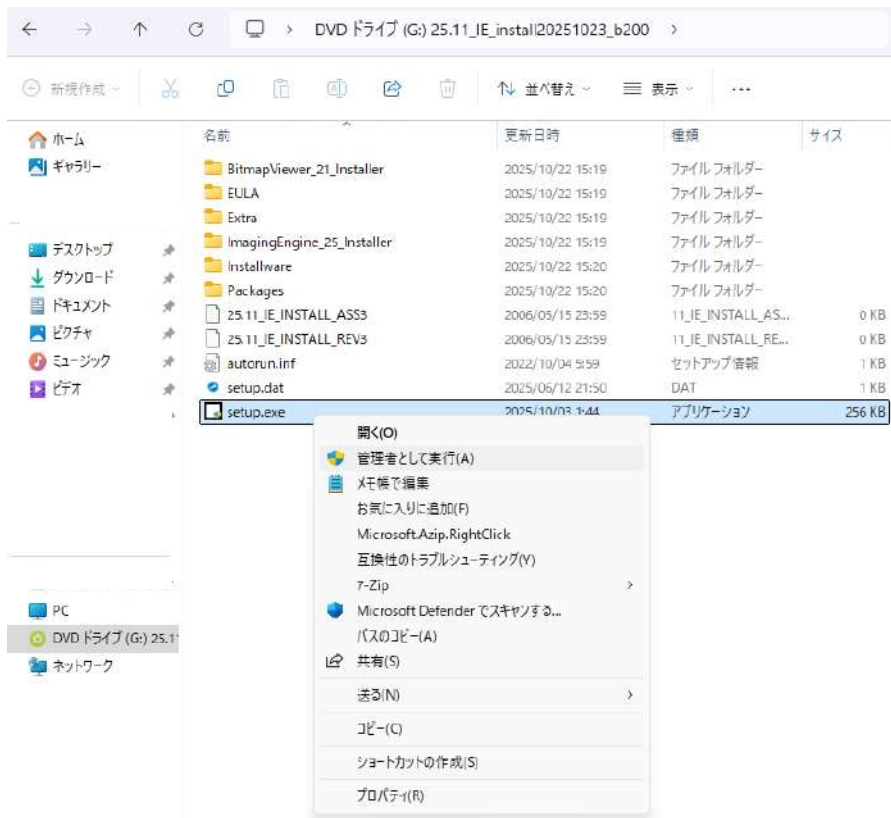 DVD ドライブ (G:) 25.11_IE_install20251023_b200
新規作成
並べ替え
表示
ホーム
ギャラリー
デスクトップ
ダウンロード
ドキュメント
ピクチャ
ミュージック
ビデオ
PC
DVD ドライブ (G:) 25.11
ネットワーク
名前 更新日時 種類 サイズ
BitmapViewer_21_Installer 2025/10/22 15:19 ファイル フォルダー
EULA 2025/10/22 15:19 ファイル フォルダー
Extra 2025/10/22 15:19 ファイル フォルダー
ImagingEngine_25_Installer 2025/10/22 15:19 ファイル フォルダー
Installware 2025/10/22 15:20 ファイル フォルダー
Packages 2025/10/22 15:20 ファイル フォルダー
25.11_IE_INSTALL_ASS3 2006/05/15 23:59 11_IE_INSTALL_AS... 0 KB
25.11_IE_INSTALL_REV3 2006/05/15 23:59 11_IE_INSTALL_RE... 0 KB
autorun.inf 2022/10/04 5:59 セットアップ情報 1 KB
setup.dat 2025/06/12 21:50 DAT 1 KB
setup.exe 2025/10/03 1:44 アプリケーション 256 KB
開く(O)
管理者として実行(A)
メモ帳で編集
お気に入りに追加(F)
Microsoft.Azip.RightClick
互換性のトラブルシューティング(Y)
7-Zip
Microsoft Defender でスキャンする...
パスのコピー(A)
共有(S)
送る(N)
コピー(C)
ショートカットの作成(S)
プロパティ(R)